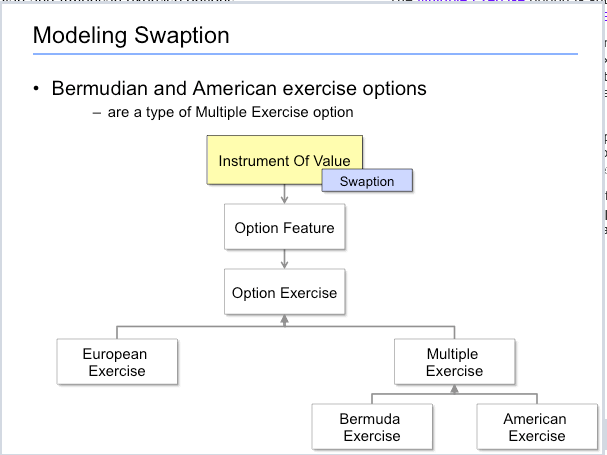 Modeling Swaption
• Bermudian and American exercise options
– are a type of Multiple Exercise option
Instrument Of Value
Swaption
Option Feature
Option Exercise
European
Exercise
Multiple
Exercise
Bermuda
Exercise
American
Exercise